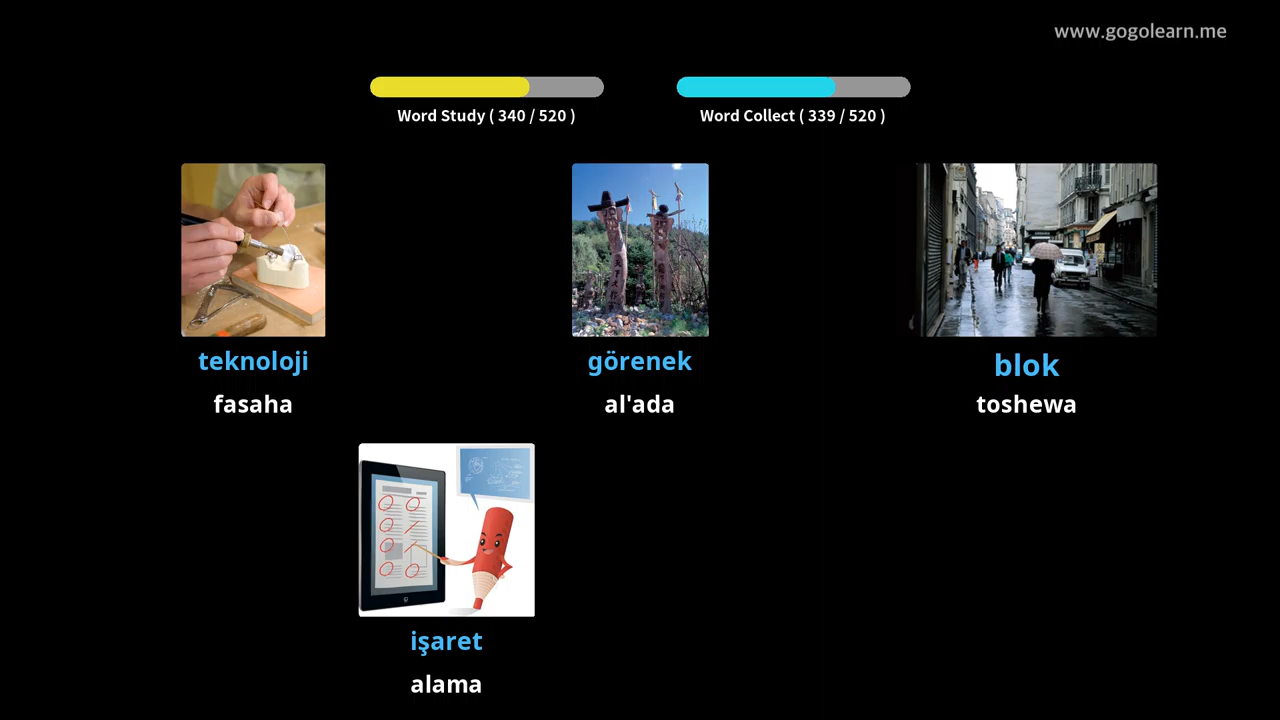 www.gogolearn.me
Word Study ( 340 / 520 )
Word Collect ( 339 / 520 )
teknoloji
görenek
blok
fasaha
al'ada
toshewa
işaret
alama